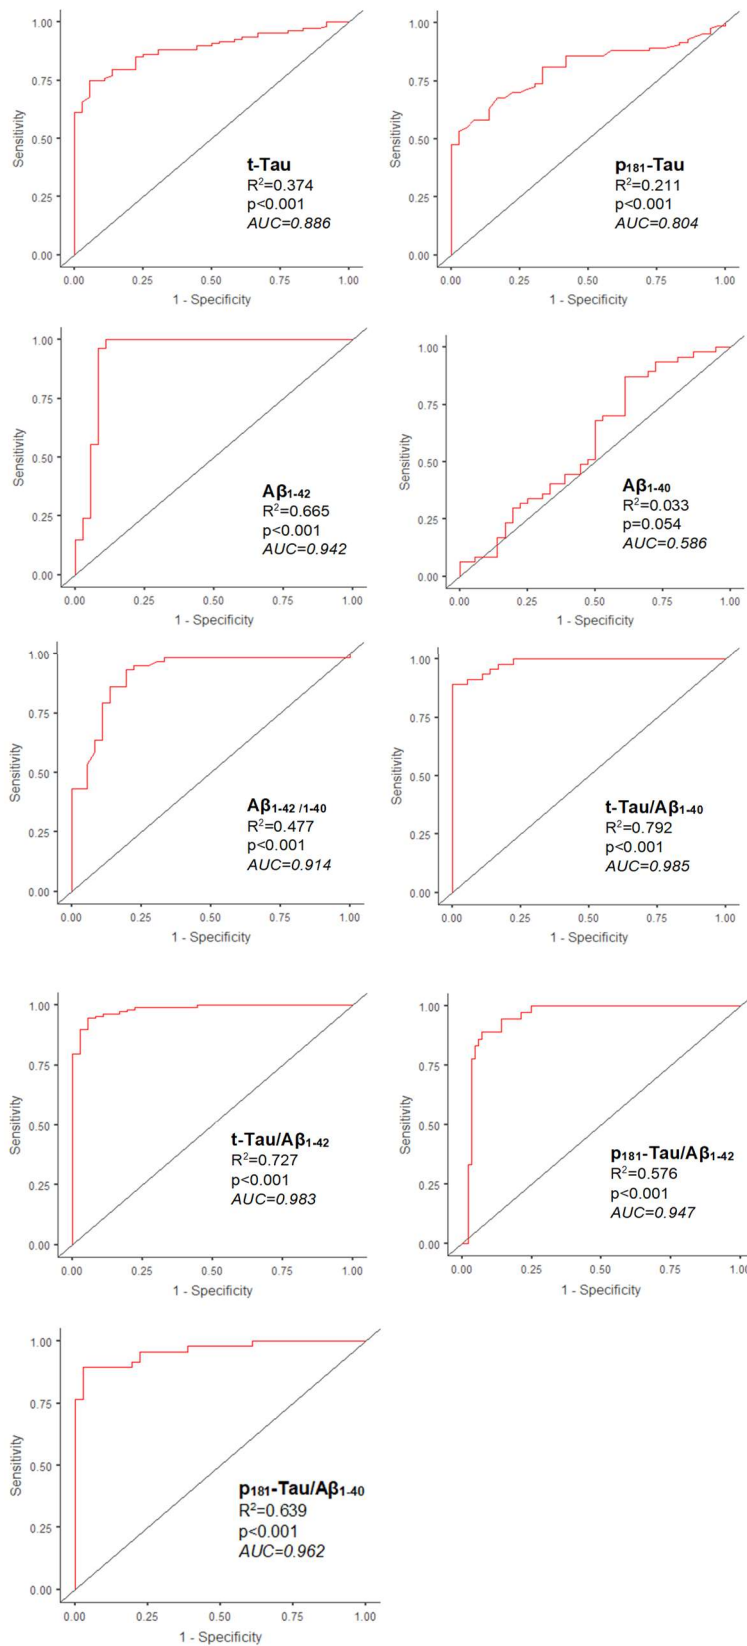 1.00
0.75
0.50
0.25
0.00
Sensitivity
t-Tau
R²=0.374
p<0.001
AUC=0.886
0.00 0.25 0.50 0.75 1.00
1 - Specificity
1.00
0.75
0.50
0.25
0.00
Sensitivity
p₁₈₁-Tau
R²=0.211
p<0.001
AUC=0.804
0.00 0.25 0.50 0.75 1.00
1 - Specificity
1.00
0.75
0.50
0.25
0.00
Sensitivity
Aβ₁₋₄₂
R²=0.665
p<0.001
AUC=0.942
0.00 0.25 0.50 0.75 1.00
1 - Specificity
1.00
0.75
0.50
0.25
0.00
Sensitivity
Aβ₁₋₄₀
R²=0.033
p=0.054
AUC=0.586
0.00 0.25 0.50 0.75 1.00
1 - Specificity
1.00
0.75
0.50
0.25
0.00
Sensitivity
Aβ₁₋₄₂ /₁₋₄₀
R²=0.477
p<0.001
AUC=0.914
0.00 0.25 0.50 0.75 1.00
1 - Specificity
1.00
0.75
0.50
0.25
0.00
Sensitivity
t-Tau/Aβ₁₋₄₀
R²=0.792
p<0.001
AUC=0.985
0.00 0.25 0.50 0.75 1.00
1 - Specificity
1.00
0.75
0.50
0.25
0.00
Sensitivity
t-Tau/Aβ₁₋₄₂
R²=0.727
p<0.001
AUC=0.983
0.00 0.25 0.50 0.75 1.00
1 - Specificity
1.00
0.75
0.50
0.25
0.00
Sensitivity
p₁₈₁-Tau/Aβ₁₋₄₂
R²=0.576
p<0.001
AUC=0.947
0.00 0.25 0.50 0.75 1.00
1 - Specificity
1.00
0.75
0.50
0.25
0.00
Sensitivity
p₁₈₁-Tau/Aβ₁₋₄₀
R²=0.639
p<0.001
AUC=0.962
0.00 0.25 0.50 0.75 1.00
1 - Specificity